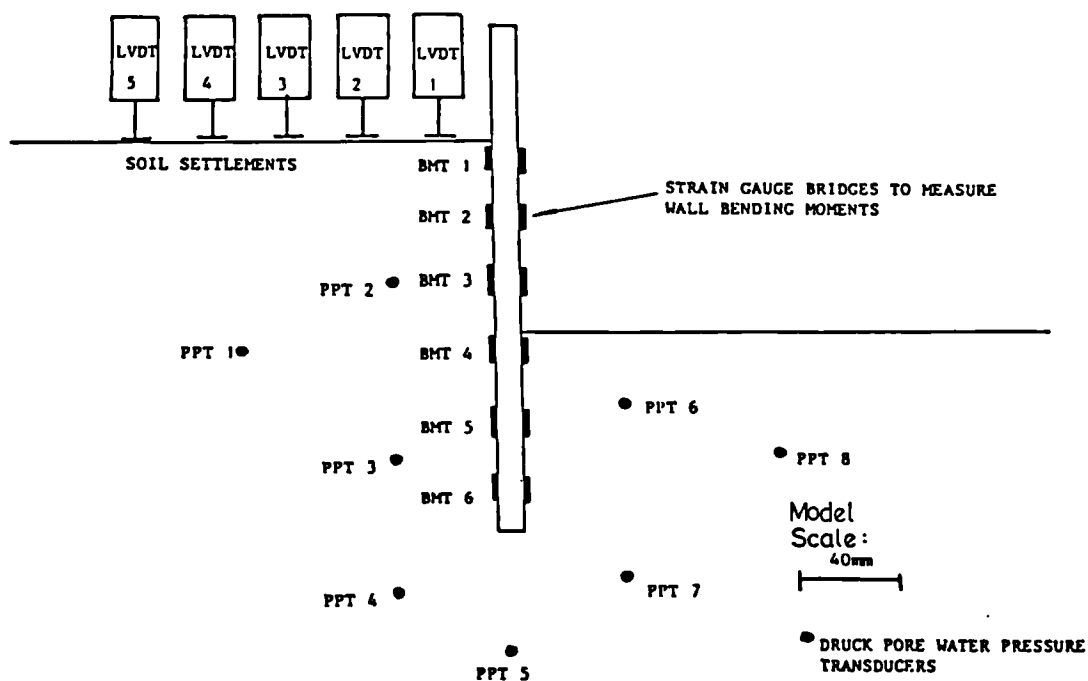 LVDT 5
LVDT 4
LVDT 3
LVDT 2
LVDT 1
SOIL SETTLEMENTS
BMT 1
STRAIN GAUGE BRIDGES TO MEASURE
WALL BENDING MOMENTS
BMT 2
PPT 2
BMT 3
PPT 1
BMT 4
PPT 6
BMT 5
PPT 3
PPT 8
BMT 6
Model
Scale:
40mm
PPT 4
PPT 7
DRUCK PORE WATER PRESSURE
TRANSDUCERS
PPT 5